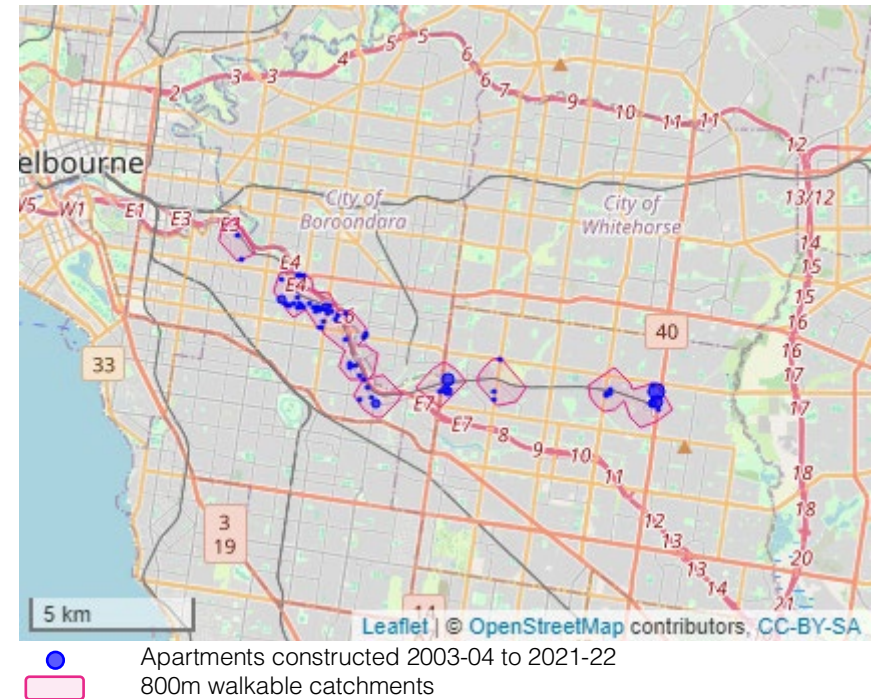 2
3
3
4
5
5
6
6
7
9
10
11
11
12
elbourne
13/12
V5
W1
E1
E3
E3
City of
Boroondara
City of
Whitehorse
14
E4
15
E4
15
E6
40
16
33
16
17
E7
17
E7
8
9
10
11
18
3
19
12
18
13
13
20
14
21
14
5 km
Leaflet | © OpenStreetMap contributors, CC-BY-SA
Apartments constructed 2003-04 to 2021-22
800m walkable catchments